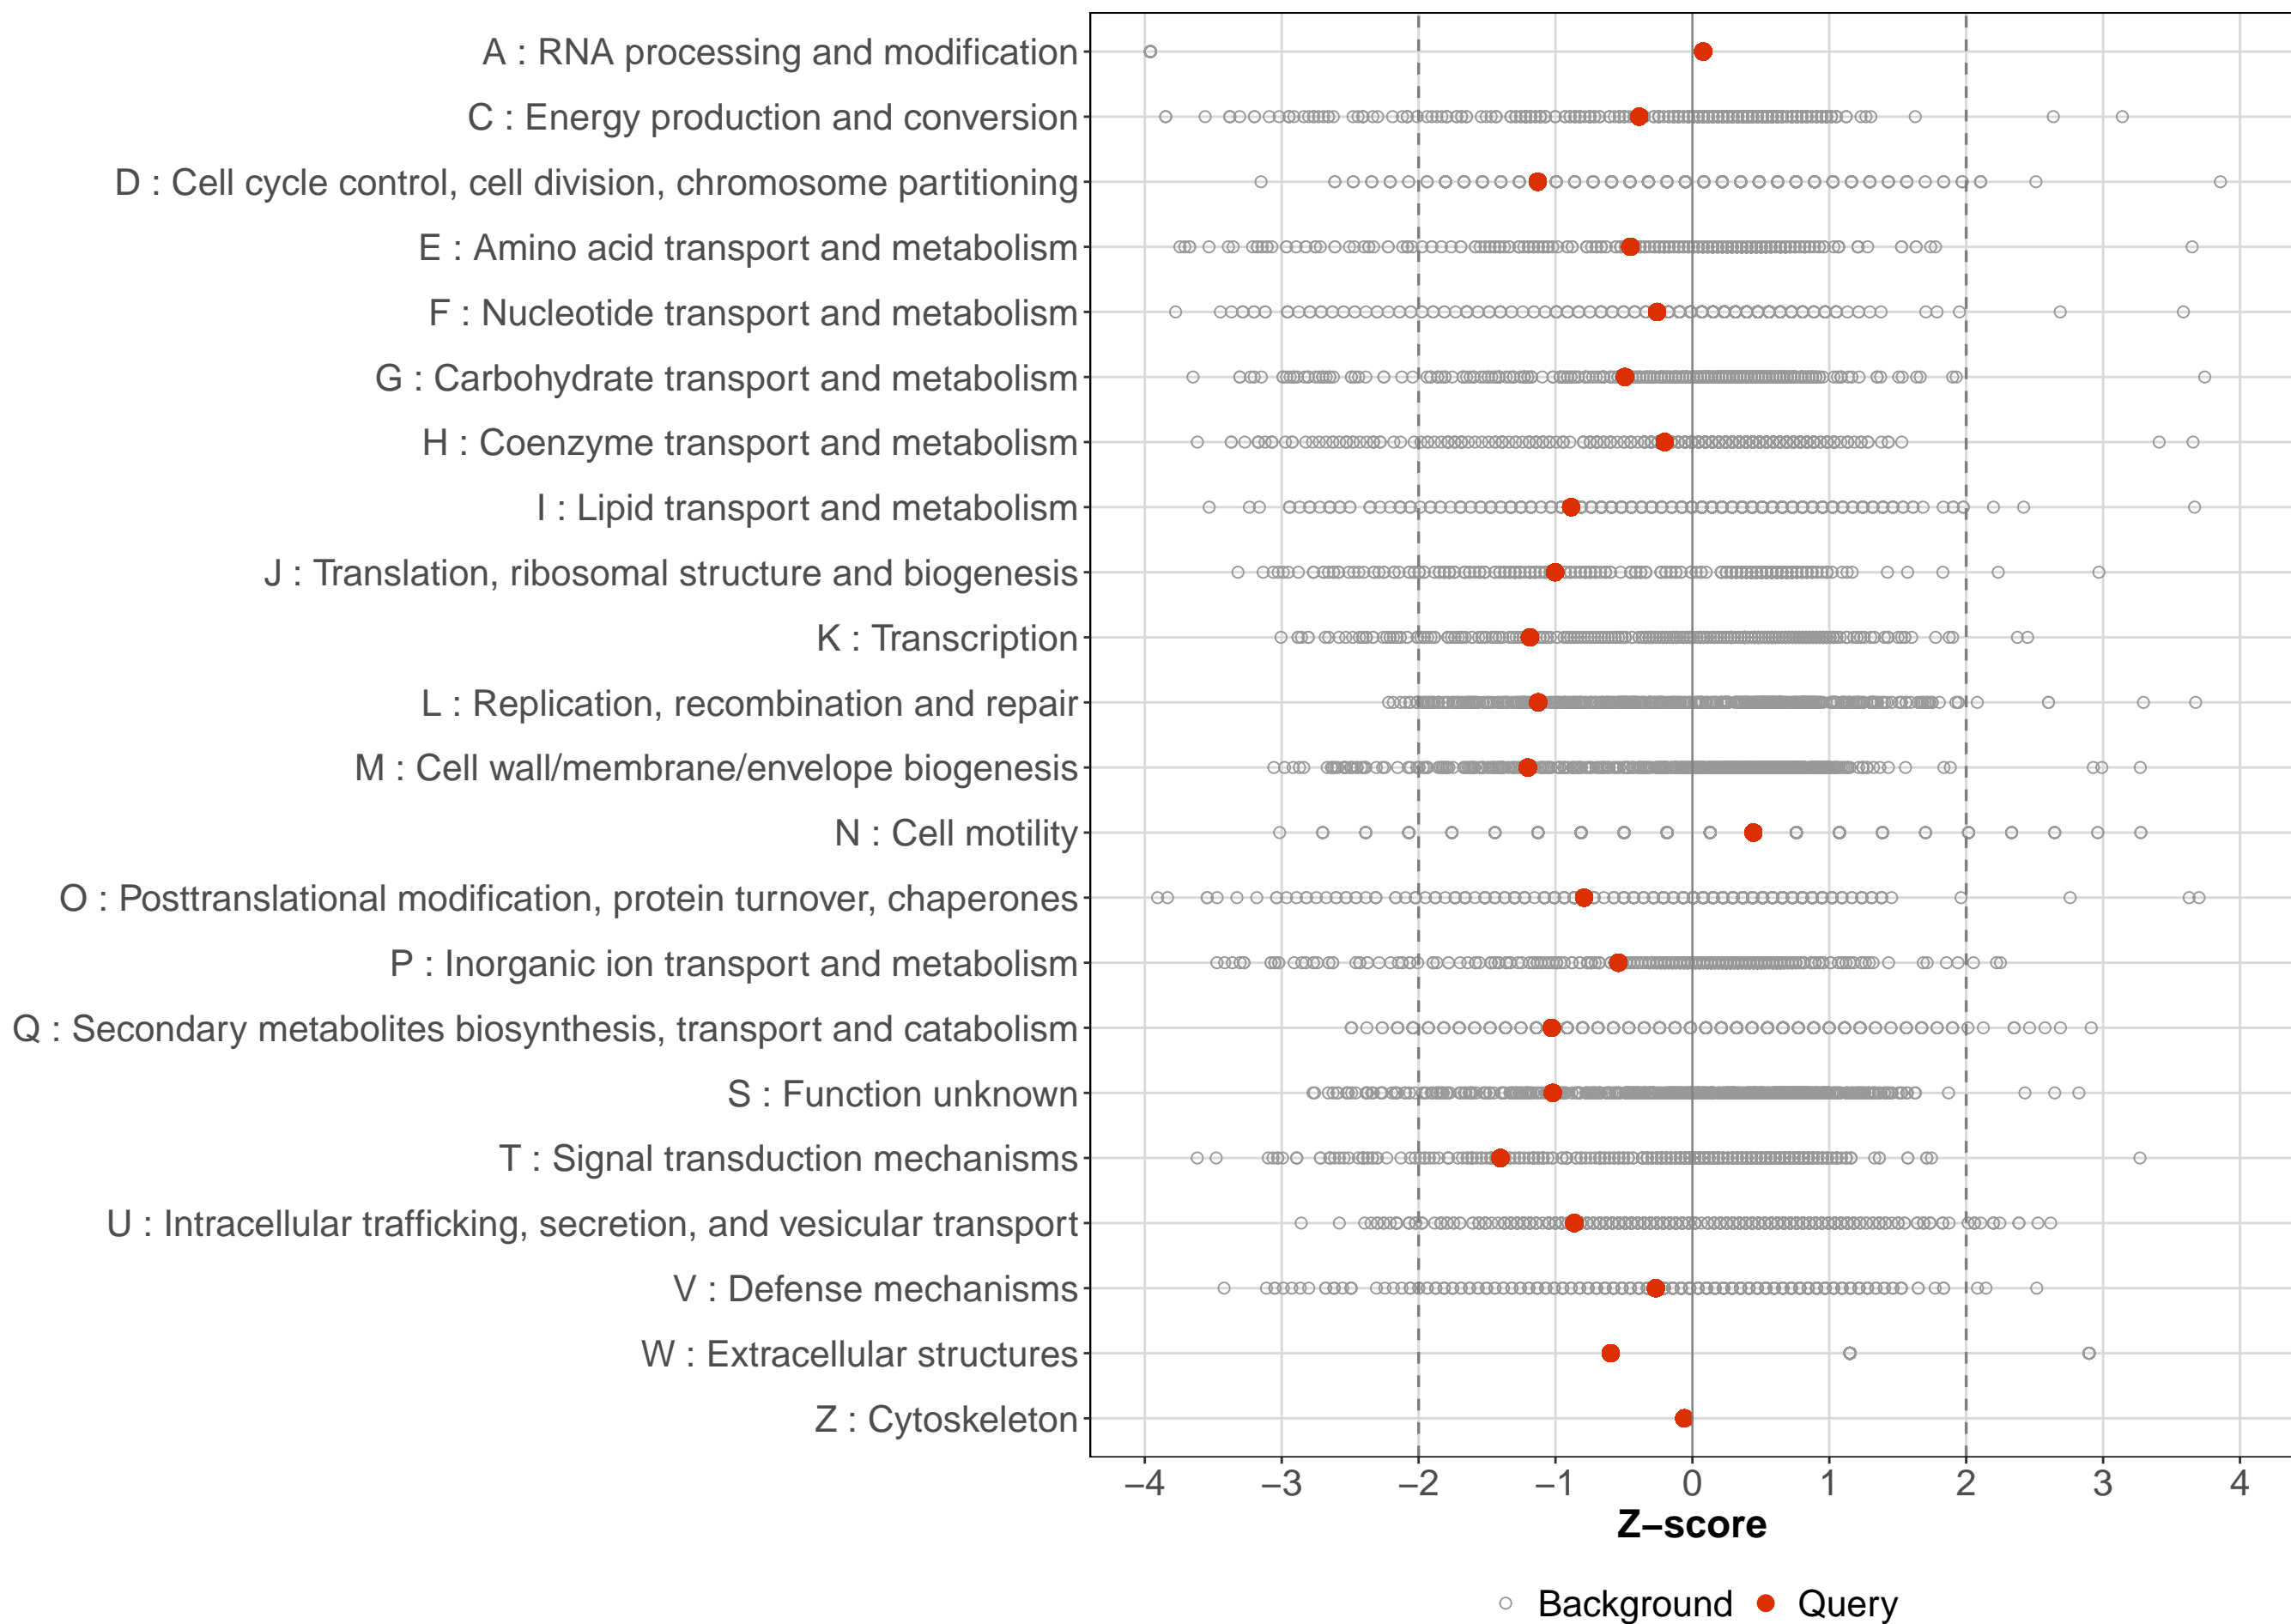 A : RNA processing and modification
C : Energy production and conversion
D : Cell cycle control, cell division, chromosome partitioning
E : Amino acid transport and metabolism
F : Nucleotide transport and metabolism
G : Carbohydrate transport and metabolism
H : Coenzyme transport and metabolism
I : Lipid transport and metabolism
J : Translation, ribosomal structure and biogenesis
K : Transcription
L : Replication, recombination and repair
M : Cell wall/membrane/envelope biogenesis
N : Cell motility
O : Posttranslational modification, protein turnover, chaperones
P : Inorganic ion transport and metabolism
Q : Secondary metabolites biosynthesis, transport and catabolism
S : Function unknown
T : Signal transduction mechanisms
U : Intracellular trafficking, secretion, and vesicular transport
V : Defense mechanisms
W : Extracellular structures
Z : Cytoskeleton
−4 −3 −2 −1 0 1 2 3 4
Z−score
Background Query